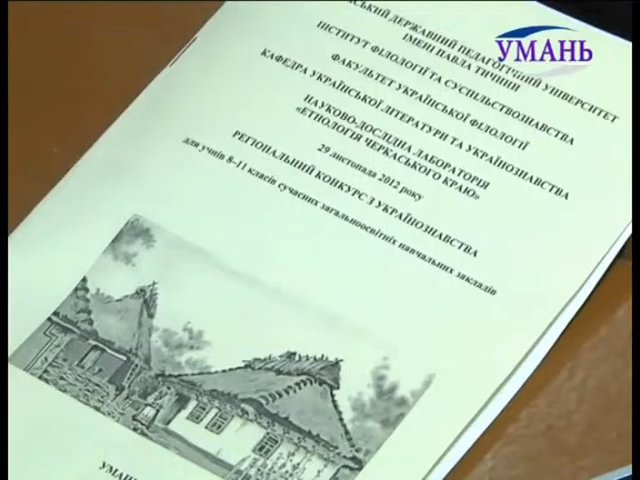 УМАНЬ
ДЕРЖАВНИЙ ПЕДАГОГІЧНИЙ УНІВЕРСИТЕТ
ІМЕНІ ПАВЛА ТИЧИНИ
ІНСТИТУТ ФІЛОЛОГІЇ ТА СУСПІЛЬСТВОЗНАВСТВА
ФАКУЛЬТЕТ УКРАЇНСЬКОЇ ФІЛОЛОГІЇ
КАФЕДРА УКРАЇНСЬКОЇ ЛІТЕРАТУРИ ТА УКРАЇНОЗНАВСТВА
НАУКОВО-ДОСЛІДНА ЛАБОРАТОРІЯ
«ЕТНОЛОГІЯ ЧЕРКАСЬКОГО КРАЮ»
29 листопада 2012 року
РЕГІОНАЛЬНИЙ КОНКУРС З УКРАЇНОЗНАВСТВА
для учнів 8–11 класів сучасних загальноосвітніх навчальних закладів